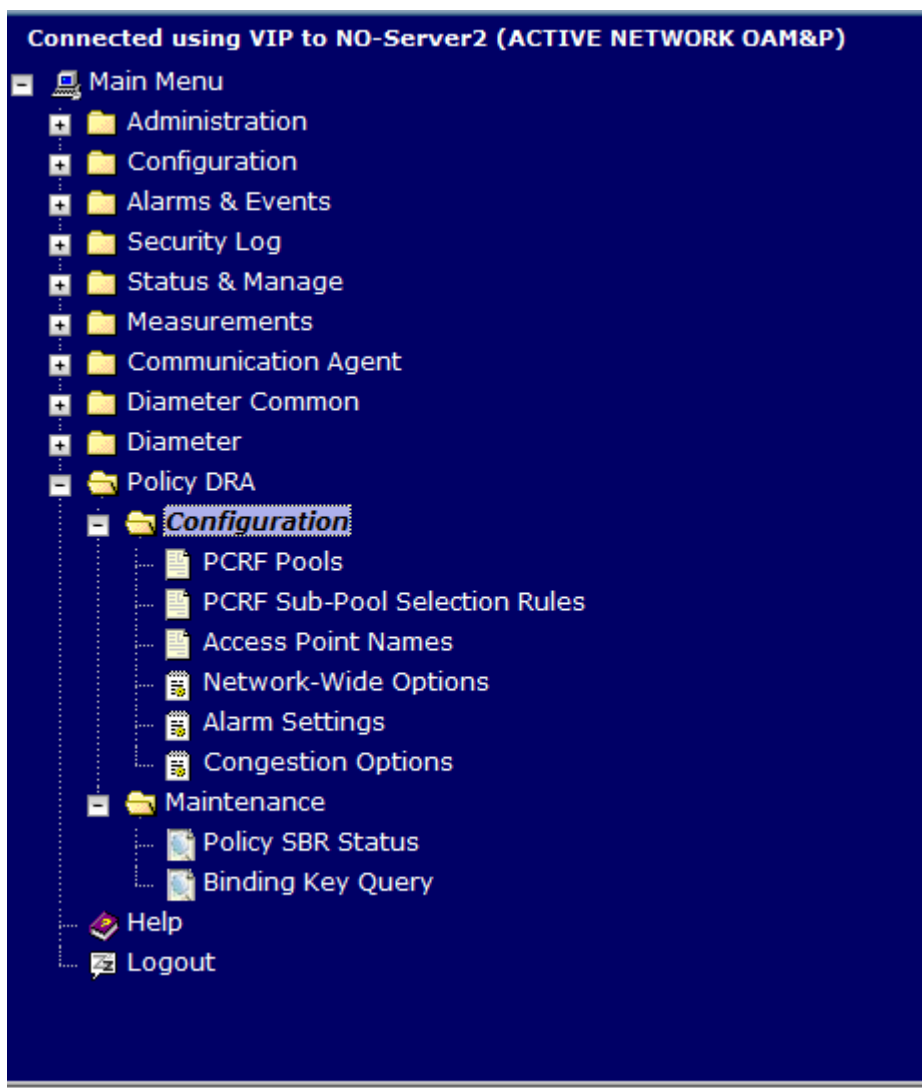 Connected using VIP to NO-Server2 (ACTIVE NETWORK OAM&P)
Main Menu
Administration
Configuration
Alarms & Events
Security Log
Status & Manage
Measurements
Communication Agent
Diameter Common
Diameter
Policy DRA
Configuration
PCRF Pools
PCRF Sub-Pool Selection Rules
Access Point Names
Network-Wide Options
Alarm Settings
Congestion Options
Maintenance
Policy SBR Status
Binding Key Query
Help
Logout